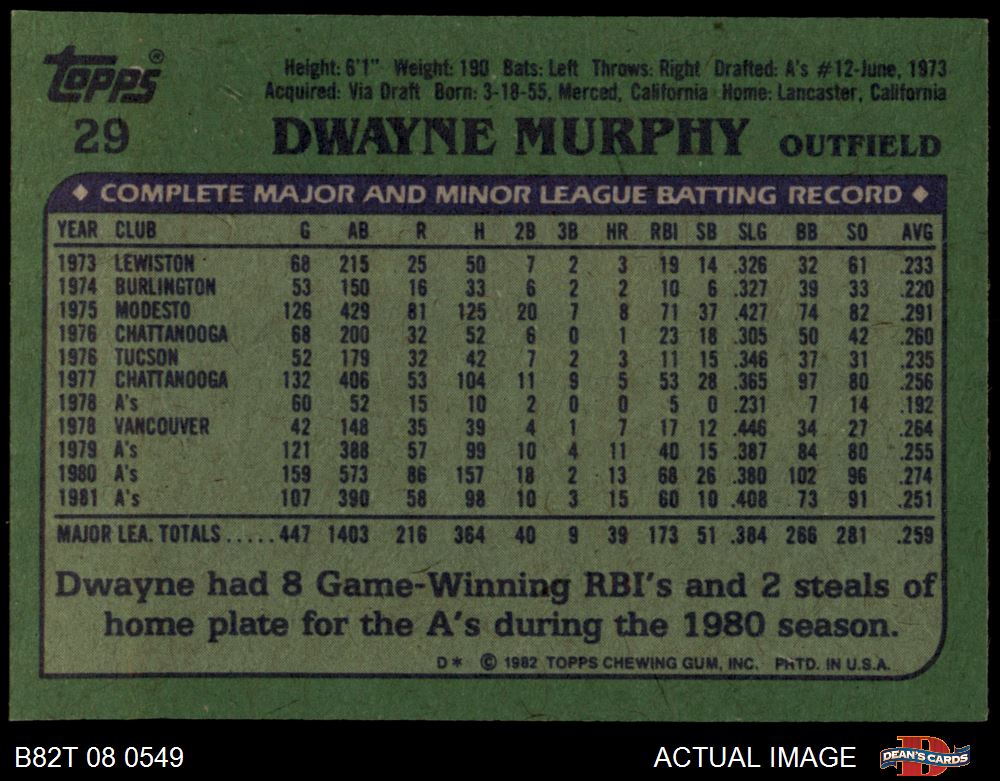 Topps®
Height: 6'1" Weight: 190 Bats: Left Throws: Right Drafted: A's #12-June, 1973
Acquired: Via Draft Born: 3-18-55, Merced, California Home: Lancaster, California
29 DWAYNE MURPHY OUTFIELD
♦ COMPLETE MAJOR AND MINOR LEAGUE BATTING RECORD ♦
YEAR CLUB G AB R H 2B 3B HR RBI SB SLG BB SO AVG
1973 LEWISTON 68 215 25 50 7 2 3 19 14 .326 32 61 .233
1974 BURLINGTON 53 150 16 33 6 2 2 10 6 .327 39 33 .220
1975 MODESTO 126 429 81 125 20 7 8 71 37 .427 74 82 .291
1976 CHATTANOOGA 68 200 32 52 6 0 1 23 18 .305 50 42 .260
1976 TUCSON 52 179 32 42 7 2 3 11 15 .346 37 31 .235
1977 CHATTANOOGA 132 406 53 104 11 9 5 53 28 .365 97 80 .256
1978 A's 60 52 15 10 2 0 0 5 0 .231 7 14 .192
1978 VANCOUVER 42 148 35 39 4 1 7 17 12 .446 34 27 .264
1979 A's 121 388 57 99 10 4 11 40 15 .387 84 80 .255
1980 A's 159 573 86 157 18 2 13 68 26 .380 102 96 .274
1981 A's 107 390 58 98 10 3 15 60 10 .408 73 91 .251
MAJOR LEA. TOTALS.....447 1403 216 364 40 9 39 173 51 .384 266 281 .259
Dwayne had 8 Game-Winning RBI's and 2 steals of
home plate for the A's during the 1980 season.
D* © 1982 TOPPS CHEWING GUM, INC. PRTD. IN U.S.A.
B82T 08 0549 ACTUAL IMAGE DEAN'S CARDS